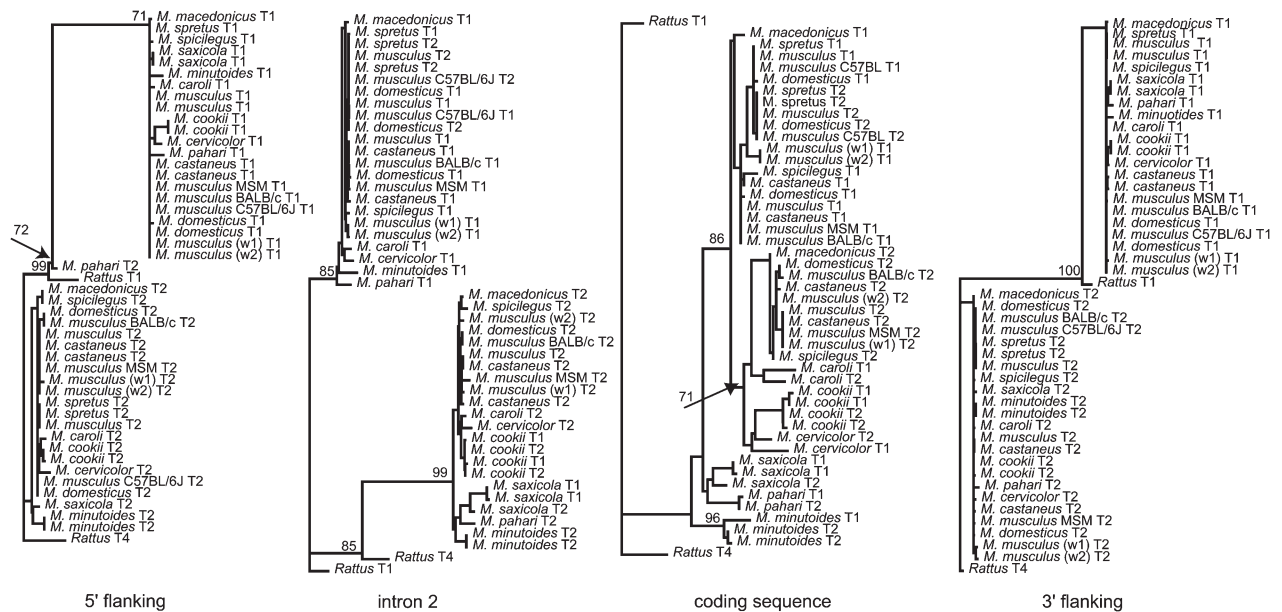 71
M. macedonicus T1
M. spretus T1
M. spicilegus T1
M. saxicola T1
M. saxicola T1
M. minutoides T1
M. caroli T1
M. musculus T1
M. musculus T1
M. cookii T1
M. cookii T1
M. cervicolor T1
M. pahari T1
M. castaneus T1
M. castaneus T1
M. musculus MSM T1
M. musculus BALB/c T1
M. musculus C57BL/6J T1
M. domesticus T1
M. domesticus T1
M. musculus (w1) T1
M. musculus (w2) T1
72
99
M. pahari T2
Rattus T1
M. macedonicus T2
M. spicilegus T2
M. domesticus T2
M. musculus BALB/c T2
M. musculus T2
M. castaneus T2
M. castaneus T2
M. musculus MSM T2
M. musculus (w1) T2
M. musculus (w2) T2
M. spretus T2
M. spretus T2
M. musculus T2
M. caroli T2
M. cookii T2
M. cookii T2
M. cervicolor T2
M. musculus C57BL/6J T2
M. domesticus T2
M. saxicola T2
M. minutoides T2
M. minutoides T2
Rattus T4
5' flanking
M. macedonicus T1
M. spretus T1
M. spretus T2
M. musculus T2
M. spretus T2
M. musculus C57BL/6J T2
M. domesticus T1
M. musculus T1
M. musculus C57BL/6J T1
M. domesticus T2
M. musculus T1
M. castaneus T1
M. musculus BALB/c T1
M. domesticus T1
M. musculus MSM T1
M. castaneus T1
M. spicilegus T1
M. musculus (w1) T1
M. musculus (w2) T1
M. caroli T1
M. cervicolor T1
85
M. minutoides T1
M. pahari T1
M. macedonicus T2
M. spicilegus T2
M. musculus (w2) T2
M. domesticus T2
M. musculus BALB/c T2
M. musculus T2
M. castaneus T2
M. musculus MSM T2
M. musculus (w1) T2
M. castaneus T2
M. caroli T2
M. cervicolor T2
M. cookii T1
M. cookii T2
M. cookii T1
M. cookii T2
99
M. saxicola T1
M. saxicola T1
M. saxicola T2
M. pahari T2
M. minutoides T2
M. minutoides T2
85
Rattus T4
Rattus T1
intron 2
Rattus T1
M. macedonicus T1
M. spretus T1
M. musculus T1
M. musculus C57BL T1
M. domesticus T1
M. spretus T2
M. spretus T2
M. musculus T2
M. domesticus T2
M. musculus C57BL T2
M. musculus (w1) T1
M. musculus (w2) T1
M. spicilegus T1
M. castaneus T1
M. domesticus T1
M. musculus T1
M. castaneus T1
M. musculus MSM T1
M. musculus BALB/c T1
86
M. macedonicus T2
M. domesticus T2
M. musculus BALB/c T2
M. castaneus T2
M. musculus (w2) T2
M. musculus T2
M. castaneus T2
M. musculus MSM T2
M. musculus (w1) T2
M. spicilegus T2
M. caroli T1
M. caroli T2
71
M. cookii T1
M. cookii T1
M. cookii T2
M. cookii T2
M. cervicolor T2
M. cervicolor T1
M. saxicola T1
M. saxicola T1
M. saxicola T2
M. pahari T1
M. pahari T2
96
M. minutoides T1
M. minutoides T2
M. minutoides T2
Rattus T4
coding sequence
M. macedonicus T1
M. spretus T1
M. musculus T1
M. musculus T1
M. spicilegus T1
M. saxicola T1
M. saxicola T1
M. pahari T1
M. minuotides T1
M. caroli T1
M. cookii T1
M. cookii T1
M. cervicolor T1
M. castaneus T1
M. castaneus T1
M. musculus MSM T1
M. musculus BALB/c T1
M. domesticus T1
M. musculus C57BL/6J T1
M. domesticus T1
M. musculus (w1) T1
M. musculus (w2) T1
100
Rattus T1
M. macedonicus T2
M. domesticus T2
M. musculus BALB/c T2
M. musculus C57BL/6J T2
M. spretus T2
M. spretus T2
M. musculus T2
M. spicilegus T2
M. saxicola T2
M. minutoides T2
M. minutoides T2
M. caroli T2
M. musculus T2
M. castaneus T2
M. cookii T2
M. cookii T2
M. pahari T2
M. cervicolor T2
M. castaneus T2
M. musculus MSM T2
M. domesticus T2
M. musculus (w1) T2
M. musculus (w2) T2
Rattus T4
3' flanking